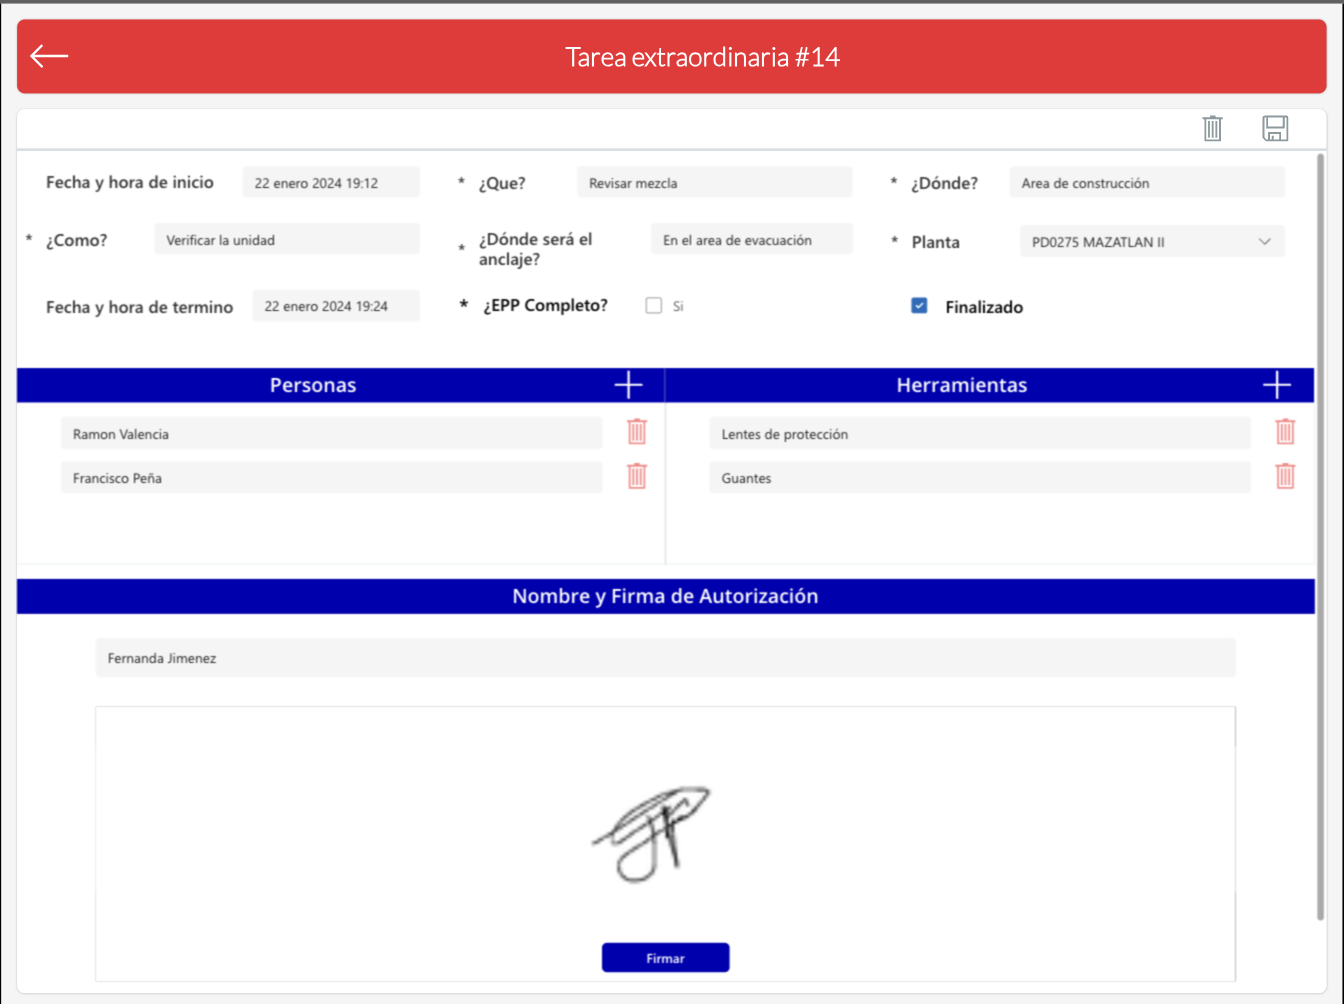 Tarea extraordinaria #14
Fecha y hora de inicio 22 enero 2024 19:12 * ¿Que? Revisar mezcla * ¿Dónde? Area de construcción
* ¿Como? Verificar la unidad * ¿Dónde será el anclaje? En el area de evacuación * Planta PD0275 MAZATLAN II
Fecha y hora de termino 22 enero 2024 19:24 * ¿EPP Completo? Si Finalizado
Personas Herramientas
Ramon Valencia Lentes de protección
Francisco Peña Guantes
Nombre y Firma de Autorización
Fernanda Jimenez
Firmar